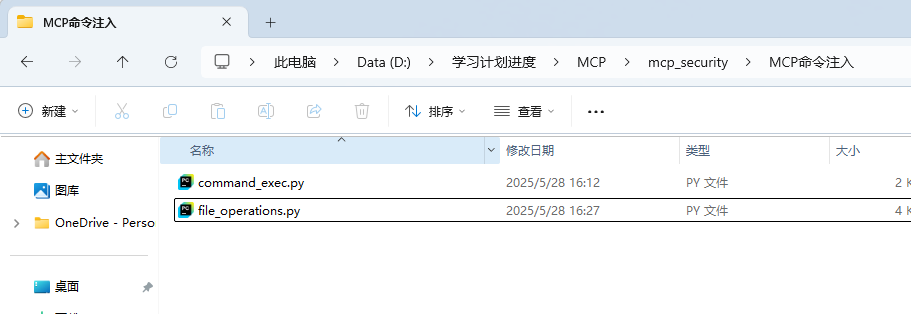 MCP命令注入
此电脑 Data (D:) 学习计划进度 MCP mcp_security MCP命令注入
新建 排序 查看
名称 修改日期 类型 大小
主文件夹
command_exec.py 2025/5/28 16:12 PY 文件 2 K
图库
file_operations.py 2025/5/28 16:27 PY 文件 4 K
OneDrive - Perso
桌面